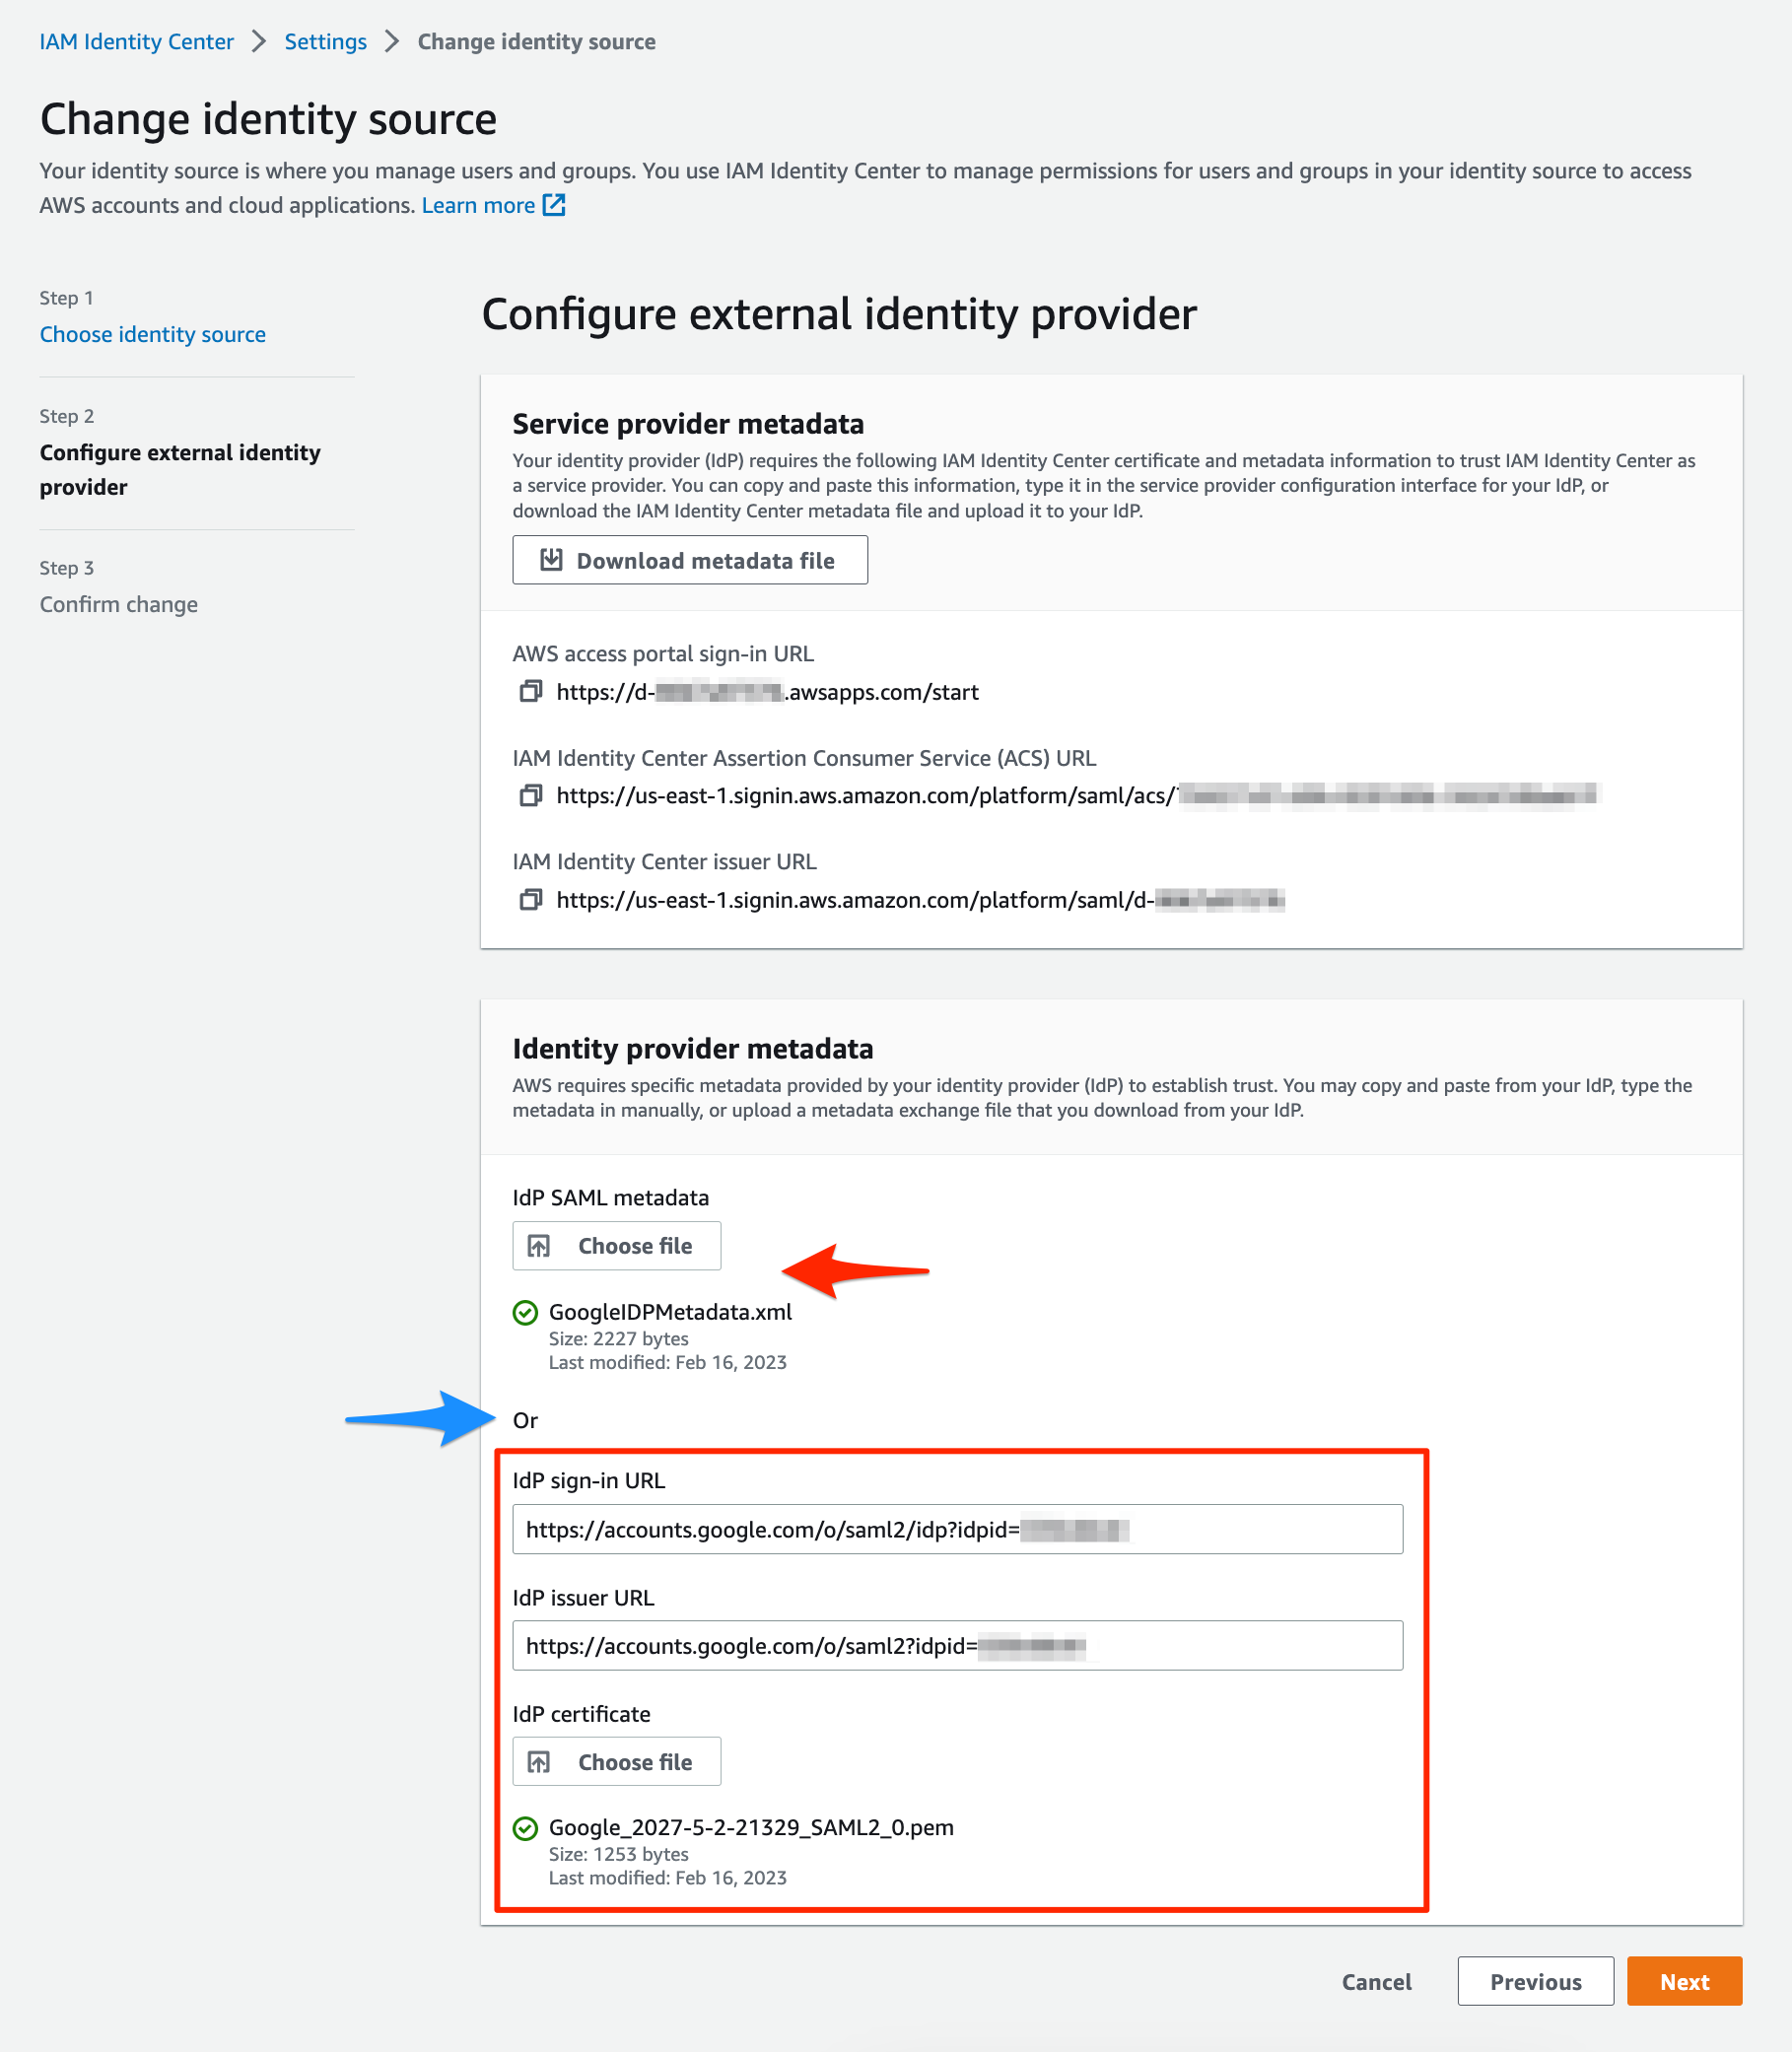 IAM Identity Center > Settings > Change identity source
Change identity source
Your identity source is where you manage users and groups. You use IAM Identity Center to manage permissions for users and groups in your identity source to access
AWS accounts and cloud applications. Learn more
Step 1
Choose identity source
Step 2
Configure external identity
provider
Step 3
Confirm change
Configure external identity provider
Service provider metadata
Your identity provider (IdP) requires the following IAM Identity Center certificate and metadata information to trust IAM Identity Center as
a service provider. You can copy and paste this information, type it in the service provider configuration interface for your IdP, or
download the IAM Identity Center metadata file and upload it to your IdP.
Download metadata file
AWS access portal sign-in URL
https://d- .awsapps.com/start
IAM Identity Center Assertion Consumer Service (ACS) URL
https://us-east-1.signin.aws.amazon.com/platform/saml/acs/
IAM Identity Center issuer URL
https://us-east-1.signin.aws.amazon.com/platform/saml/d-
Identity provider metadata
AWS requires specific metadata provided by your identity provider (IdP) to establish trust. You may copy and paste from your IdP, type the
metadata in manually, or upload a metadata exchange file that you download from your IdP.
IdP SAML metadata
Choose file
GoogleIDPMetadata.xml
Size: 2227 bytes
Last modified: Feb 16, 2023
Or
IdP sign-in URL
https://accounts.google.com/o/saml2/idp?idpid=
IdP issuer URL
https://accounts.google.com/o/saml2?idpid=
IdP certificate
Choose file
Google_2027-5-2-21329_SAML2_0.pem
Size: 1253 bytes
Last modified: Feb 16, 2023
Cancel Previous Next